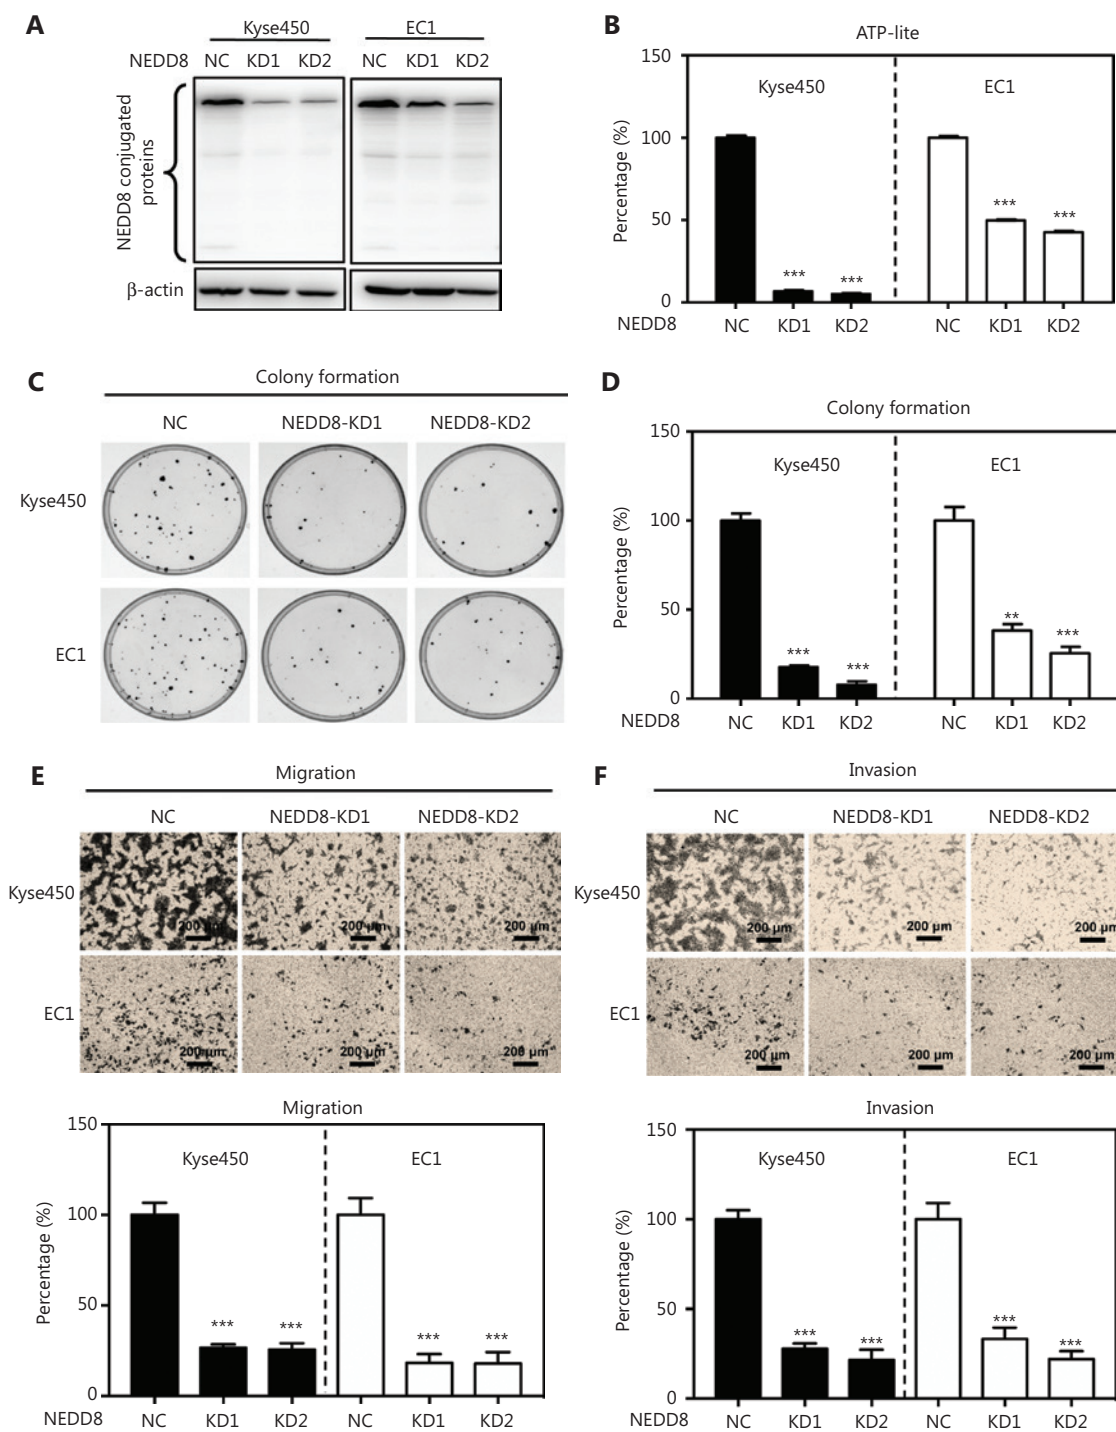 A
Kyse450
EC1
NEDD8 NC KD1 KD2 NC KD1 KD2
NEDD8 conjugated
proteins
β-actin
B
ATP-lite
150
Kyse450
EC1
100
Percentage (%)
50
***
***
***
***
0
NEDD8 NC KD1 KD2 NC KD1 KD2
C
Colony formation
NC NEDD8-KD1 NEDD8-KD2
Kyse450
EC1
D
Colony formation
150
Kyse450
EC1
100
Percentage (%)
50
***
***
**
***
0
NEDD8 NC KD1 KD2 NC KD1 KD2
E
Migration
NC NEDD8-KD1 NEDD8-KD2
Kyse450
200 μm 200 μm 200 μm
EC1
200 μm 200 μm 200 μm
Migration
150
Kyse450
EC1
100
Percentage (%)
50
***
***
***
***
0
NEDD8 NC KD1 KD2 NC KD1 KD2
F
Invasion
NC NEDD8-KD1 NEDD8-KD2
Kyse450
200 μm 200 μm 200 μm
EC1
200 μm 200 μm 200 μm
Invasion
150
Kyse450
EC1
100
Percentage (%)
50
***
***
***
***
0
NEDD8 NC KD1 KD2 NC KD1 KD2